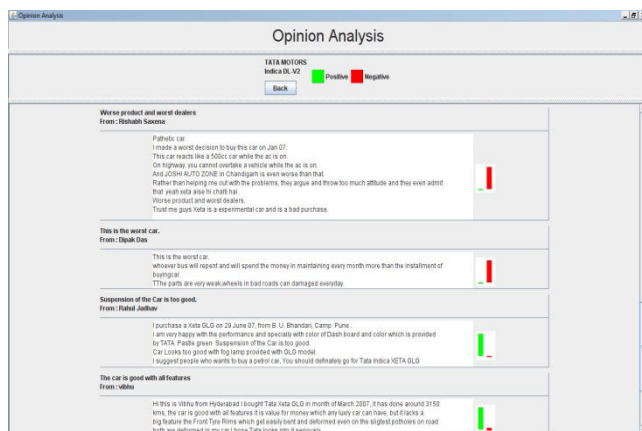 Opinion Analysis
Opinion Analysis
TATA MOTORS
Indica DL-V2
Positive
Negative
Back
Worse product and worst dealers
From : Rishabh Saxena
Pathetic car.
I made a worst decision to buy this car on Jan 07.
This car reacts like a 500cc car while the ac is on.
On highway, you cannot overtake a vehicle while the ac is on.
And JOSHI AUTO ZONE in Chandigarh is even worse than that.
Rather than helping me out with the problems, they argue and throw too much attitude and they even admit
that yeah xeta aise hi chalti hai.
Worse product and worst dealers.
Trust me guys Xeta is a experimental car and is a bad purchase.
This is the worst car.
From : Dipak Das
This is the worst car.
whoever bus will repent and will spend the money in maintaining every month more than the installment of
buyingcar.
TThe parts are very weak,wheels in bad roads can damaged everyday.
Suspension of the Car is too good.
From : Rahul Jadhav
I purchase a Xeta GLG on 29 June 07, from B. U. Bhandari, Camp Pune .
I am very happy with the performance and specially with color of Dash board and color which is provided
by TATA Pastle green Suspension of the Car is too good.
Car Looks too good with fog lamp provided with GLG model.
I suggest people who wants to buy a petrol car, You should definately go for Tata Indica XETA GLG
The car is good with all features
From : vibhu
Hi this is Vibhu from Hyderabad I bought Tata Xeta GLG in month of March 2007, it has done around 3150
kms, the car is good with all features it is value for money which any luxry car can have, but it lacks a
big feature the Front Tyre Rims which get easily bent and deformed even on the sligtest potholes on road
both are deformed in my car I hope Tata looks into it seriously